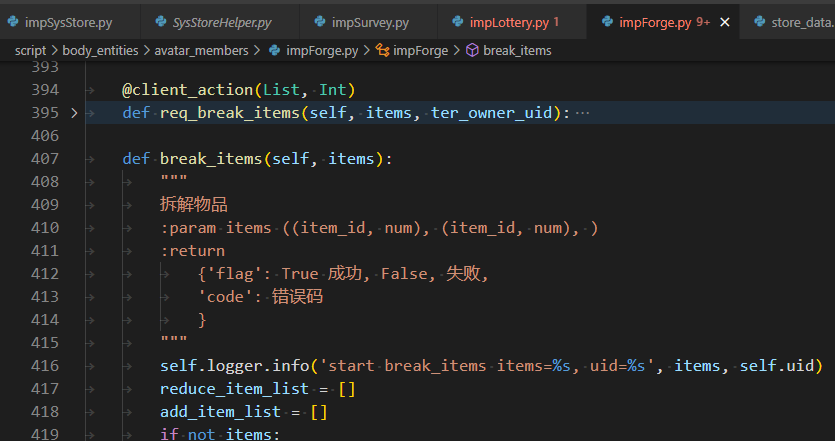 impSysStore.py SysStoreHelper.py impSurvey.py impLottery.py 1 impForge.py 9+ × store_data.
script > body_entities > avatar_members > impForge.py > impForge > break_items
393
394 @client_action(List, Int)
395 > def req_break_items(self, items, ter_owner_uid):…
406
407 def break_items(self, items):
408 """
409 拆解物品
410 :param items ((item_id, num), (item_id, num), )
411 :return
412 {'flag': True 成功, False, 失败,
413 'code': 错误码
414 }
415 """
416 self.logger.info('start break_items items=%s, uid=%s', items, self.uid)
417 reduce_item_list = []
418 add_item_list = []
419 if not items: